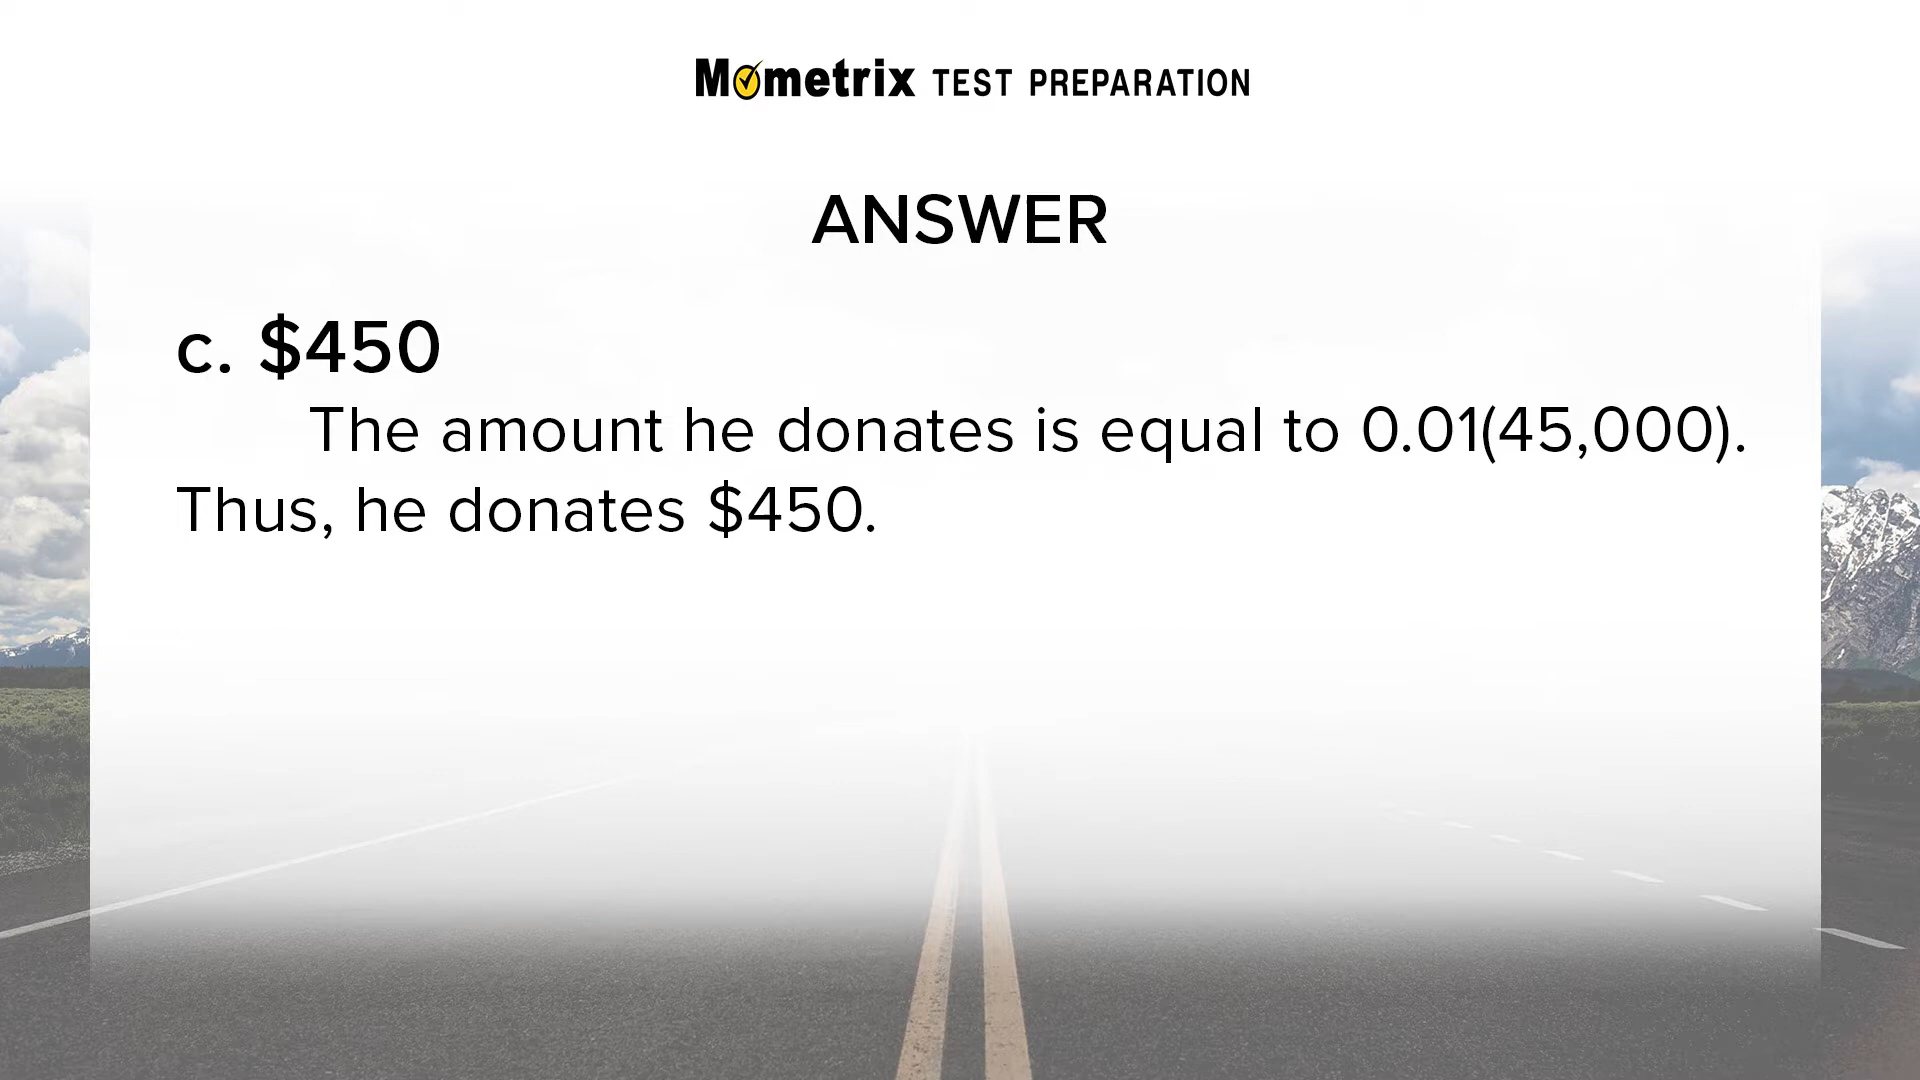 Mometrix TEST PREPARATION
ANSWER
c. $450
The amount he donates is equal to 0.01(45,000).
Thus, he donates $450.